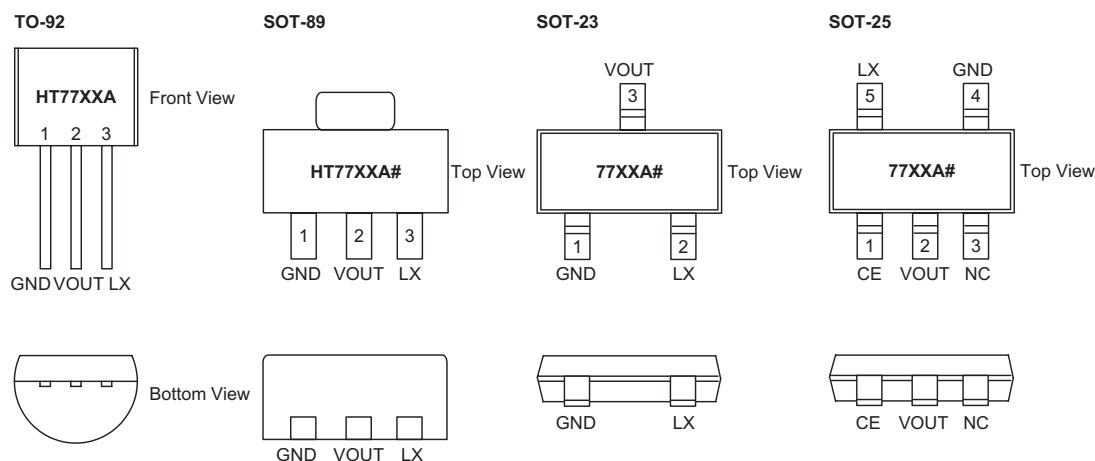 TO-92
SOT-89
SOT-23
SOT-25
HT77XXA
1 2 3
Front View
GND VOUT LX
HT77XXA#
Top View
1 2 3
GND VOUT LX
VOUT
3
77XXA#
Top View
1 2
GND LX
LX GND
5 4
77XXA#
Top View
1 2 3
CE VOUT NC
Bottom View
GND VOUT LX
GND LX
CE VOUT NC